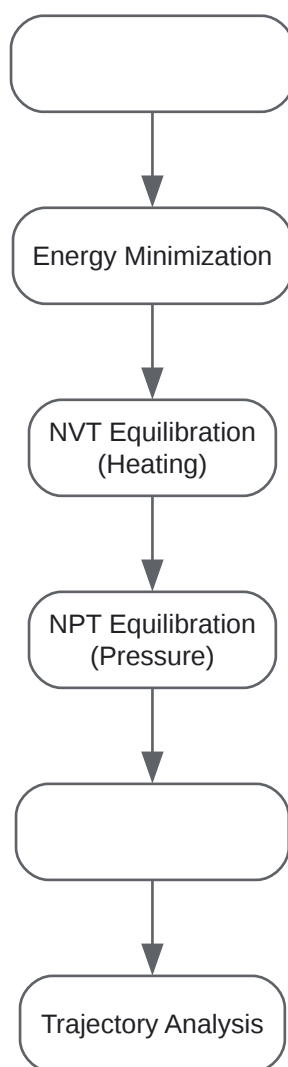 Energy Minimization
NVT Equilibration
(Heating)
NPT Equilibration
(Pressure)
Trajectory Analysis